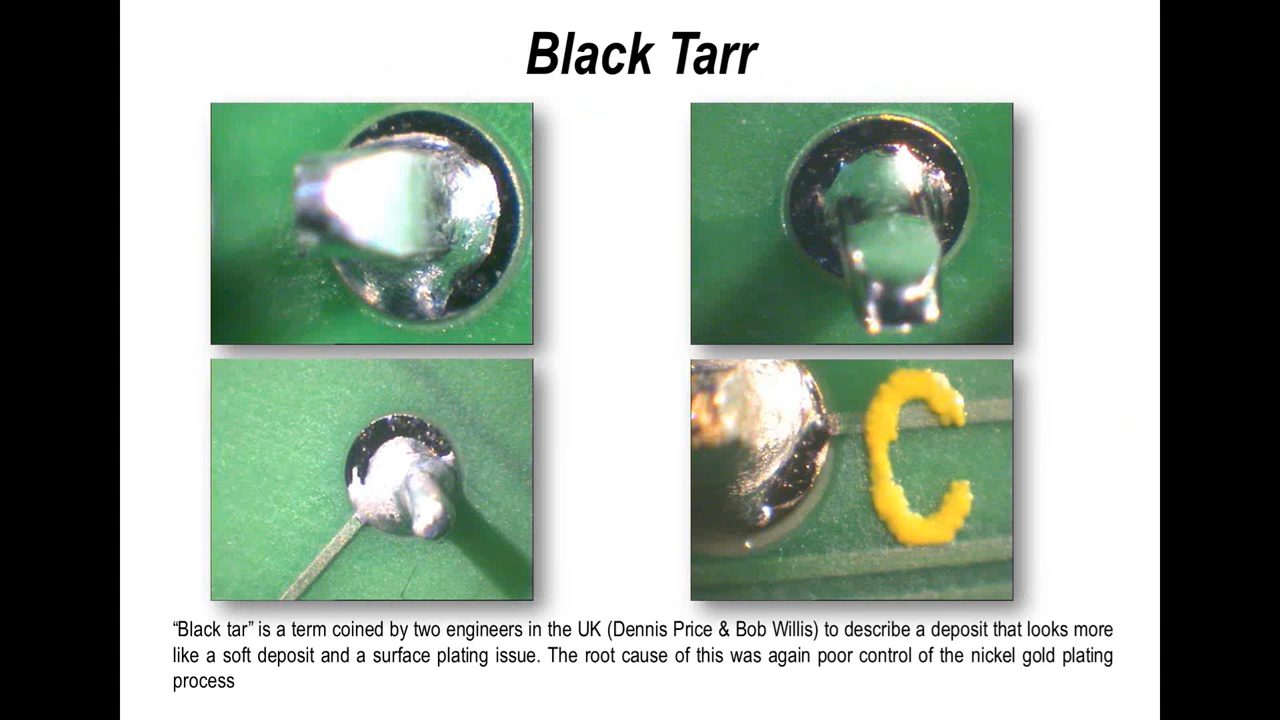 Black Tarr
C
“Black tar” is a term coined by two engineers in the UK (Dennis Price & Bob Willis) to describe a deposit that looks more
like a soft deposit and a surface plating issue. The root cause of this was again poor control of the nickel gold plating
process